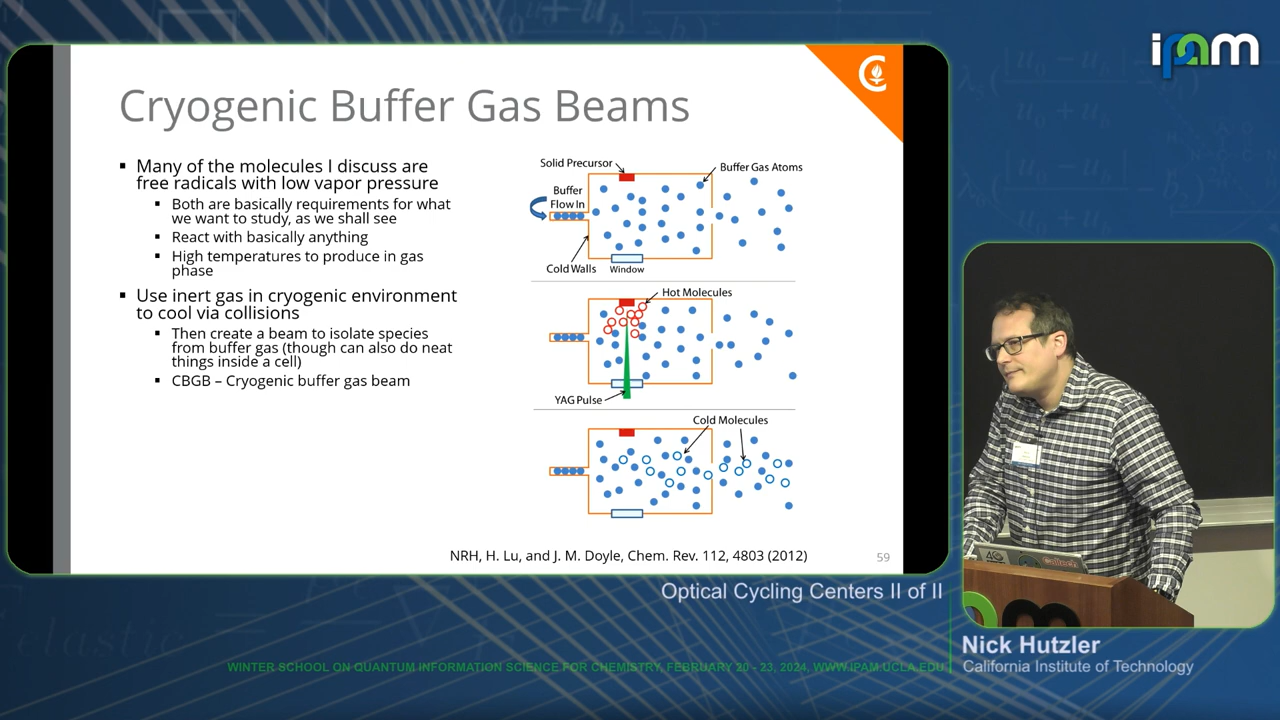 ipam
Cryogenic Buffer Gas Beams
Many of the molecules I discuss are
free radicals with low vapor pressure
Both are basically requirements for what
we want to study, as we shall see
React with basically anything
High temperatures to produce in gas
phase
Use inert gas in cryogenic environment
to cool via collisions
Then create a beam to isolate species
from buffer gas (though can also do neat
things inside a cell)
CBGB – Cryogenic buffer gas beam
Solid Precursor
Buffer Gas Atoms
Buffer
Flow In
Cold Walls
Window
Hot Molecules
YAG Pulse
Cold Molecules
NRH, H. Lu, and J. M. Doyle, Chem. Rev. 112, 4803 (2012)
59
Caltech
Optical Cycling Centers II of II
Nick Hutzler
California Institute of Technology
WINTER SCHOOL ON QUANTUM INFORMATION SCIENCE FOR CHEMISTRY, FEBRUARY 20 - 23, 2024, WWW.IPAM.UCLA.EDU
elastic